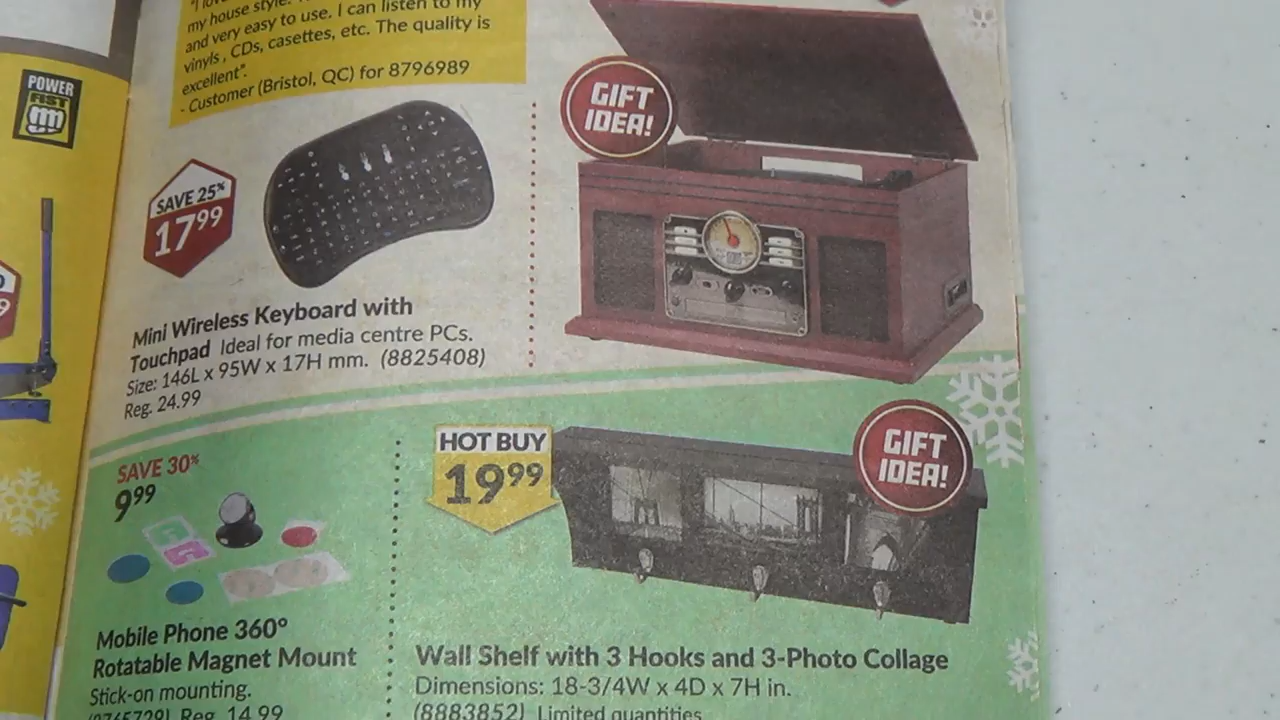 my house style.
and very easy to use. I can listen to my
vinyls , CDs, casettes, etc. The quality is
excellent".
- Customer (Bristol, QC) for 8796989
POWER
FIST
GIFT
IDEA!
SAVE 25%
17.99
Mini Wireless Keyboard with
Touchpad Ideal for media centre PCs.
Size: 146L x 95W x 17H mm. (8825408)
Reg. 24.99
SAVE 30%
9.99
HOT BUY
19.99
GIFT
IDEA!
Mobile Phone 360°
Rotatable Magnet Mount
Stick-on mounting.
(8765729) Reg. 14.99
Wall Shelf with 3 Hooks and 3-Photo Collage
Dimensions: 18-3/4W x 4D x 7H in.
(8883852) Limited quantities